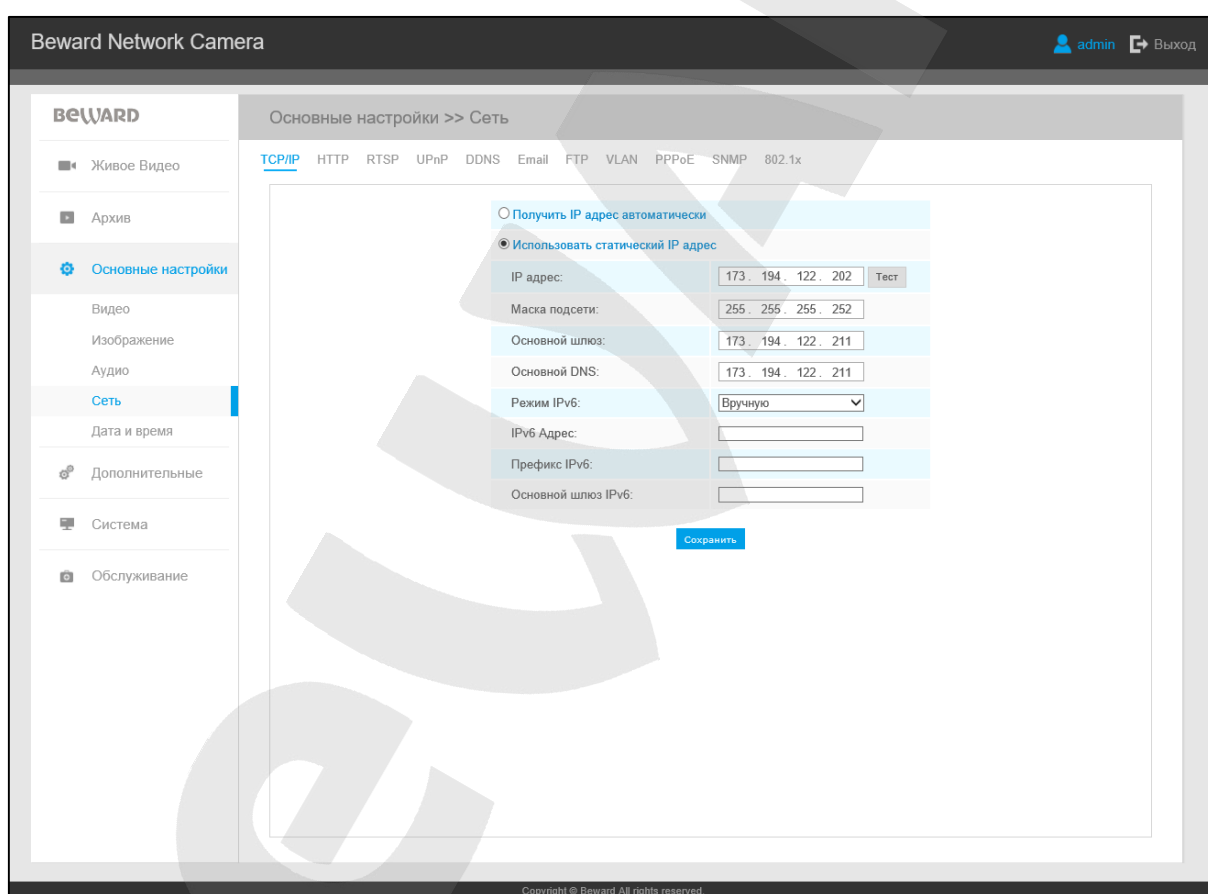 Beward Network Camera
admin Выход
BEWARD
Основные настройки >> Сеть
Живое Видео
Архив
Основные настройки
Видео
Изображение
Аудио
Сеть
Дата и время
Дополнительные
Система
Обслуживание
TCP/IP HTTP RTSP UPnP DDNS Email FTP VLAN PPPoE SNMP 802.1x
Получить IP адрес автоматически
Использовать статический IP адрес
IP адрес: 173 . 194 . 122 . 202 Тест
Маска подсети: 255 . 255 . 255 . 252
Основной шлюз: 173 . 194 . 122 . 211
Основной DNS: 173 . 194 . 122 . 211
Режим IPv6: Вручную
IPv6 Адрес:
Префикс IPv6:
Основной шлюз IPv6:
Сохранить
Copyright © Beward All rights reserved.